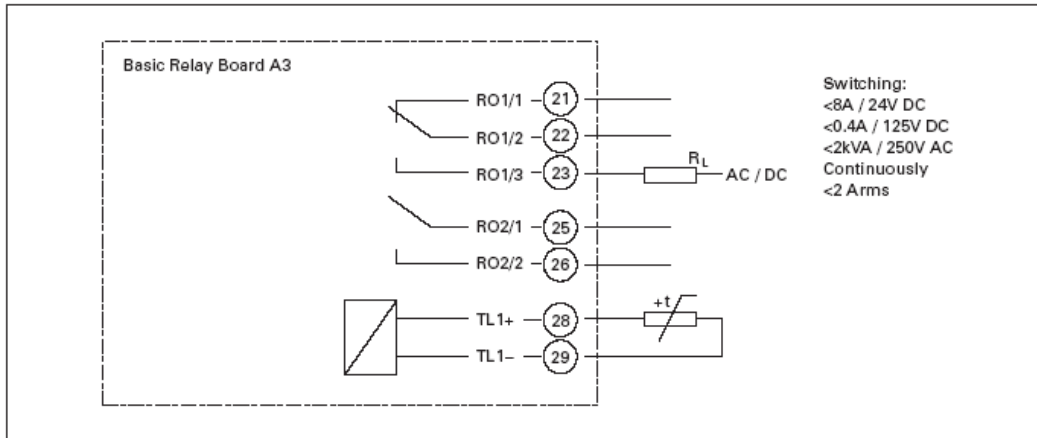 Basic Relay Board A3
RO1/1 21
RO1/2 22
RO1/3 23
RL
AC / DC
RO2/1 25
RO2/2 26
TL1+ 28
+t
TL1– 29
Switching:
<8A / 24V DC
<0.4A / 125V DC
<2kVA / 250V AC
Continuously
<2 Arms